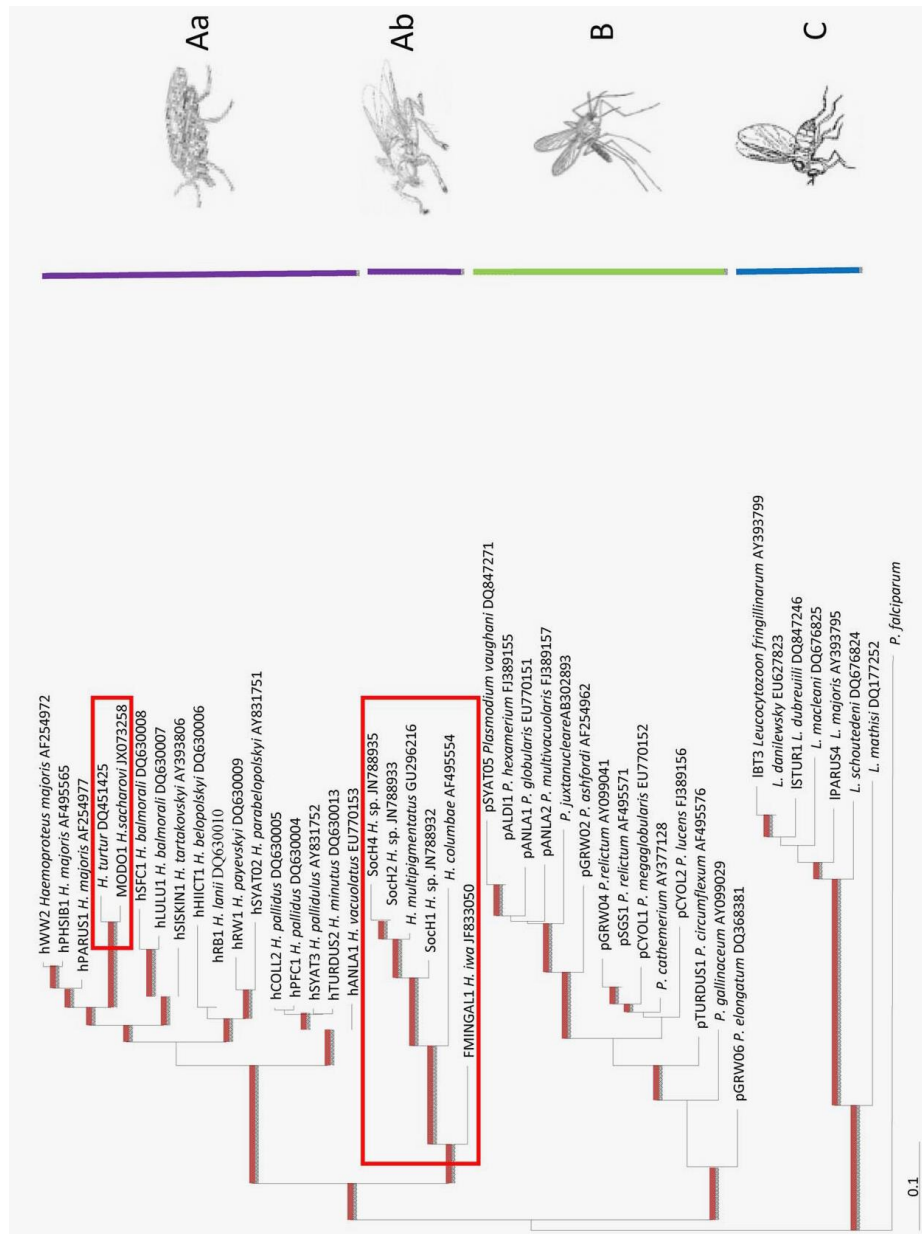 hWW2 Haemoproteus majoris AF254972
hPHSIB1 H. majoris AF495565
hPARUS1 H. majoris AF254977
H. turtur DQ451425
MODO1 H.sacharovi JX073258
hSFC1 H. balmorali DQ630008
hLULU1 H. balmorali DQ630007
hSISKIN1 H. tartakovskyi AY393806
hHIICT1 H. belopolskyi DQ630006
hRB1 H. lanii DQ630010
hRW1 H. payevskyi DQ630009
hSYAT02 H. parabelopolskyi AY831751
hCOLL2 H. pallidus DQ630005
hPFC1 H. pallidus DQ630004
hSYAT3 H. pallidulus AY831752
hTURDUS2 H. minutus DQ630013
hANLA1 H. vacuolatus EU770153
SocH4 H. sp. JN788935
SocH2 H. sp. JN788933
H. multipigmentatus GU296216
SocH1 H. sp. JN788932
H. columbae AF495554
FMINGAL1 H. iwa JF833050
pSYAT05 Plasmodium vaughani DQ847271
pALDI1 P. hexamerium FJ389155
pANLA1 P. globularis EU770151
pANLA2 P. multivacuolaris FJ389157
P. juxtanucleareAB302893
pGRW02 P. ashfordi AF254962
pGRW04 P.relictum AY099041
pSGS1 P. relictum AF495571
pCYOL1 P. megaglobularis EU770152
P. cathemerium AY377128
pCYOL2 P. lucens FJ389156
pTURDUS1 P. circumflexum AF495576
P. gallinaceum AY099029
pGRW06 P. elongatum DQ368381
lBT3 Leucocytozoon fringillinarum AY393799
L. danilewsky EU627823
lSTUR1 L. dubreuiili DQ847246
L. macleani DQ676825
lPARUS4 L. majoris AY393795
L. schoutedeni DQ676824
L. mathisi DQ177252
P. falciparum
0.1
Aa
Ab
B
C